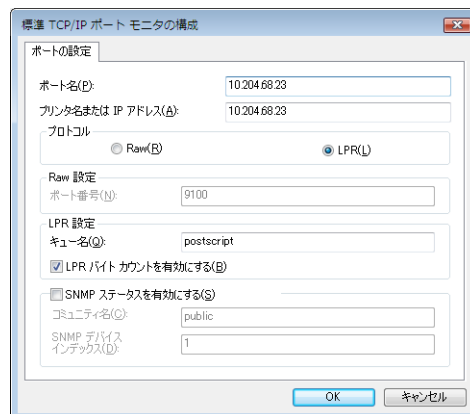 標準 TCP/IP ポート モニタの構成
ポートの設定
ポート名(P): 10.204.68.23
プリンタ名または IP アドレス(A): 10.204.68.23
プロトコル
Raw(R) LPR(L)
Raw 設定
ポート番号(N): 9100
LPR 設定
キュー名(Q): postscript
LPR バイト カウントを有効にする(B)
SNMP ステータスを有効にする(S)
コミュニティ名(C): public
SNMP デバイス
インデックス(D): 1
OK キャンセル